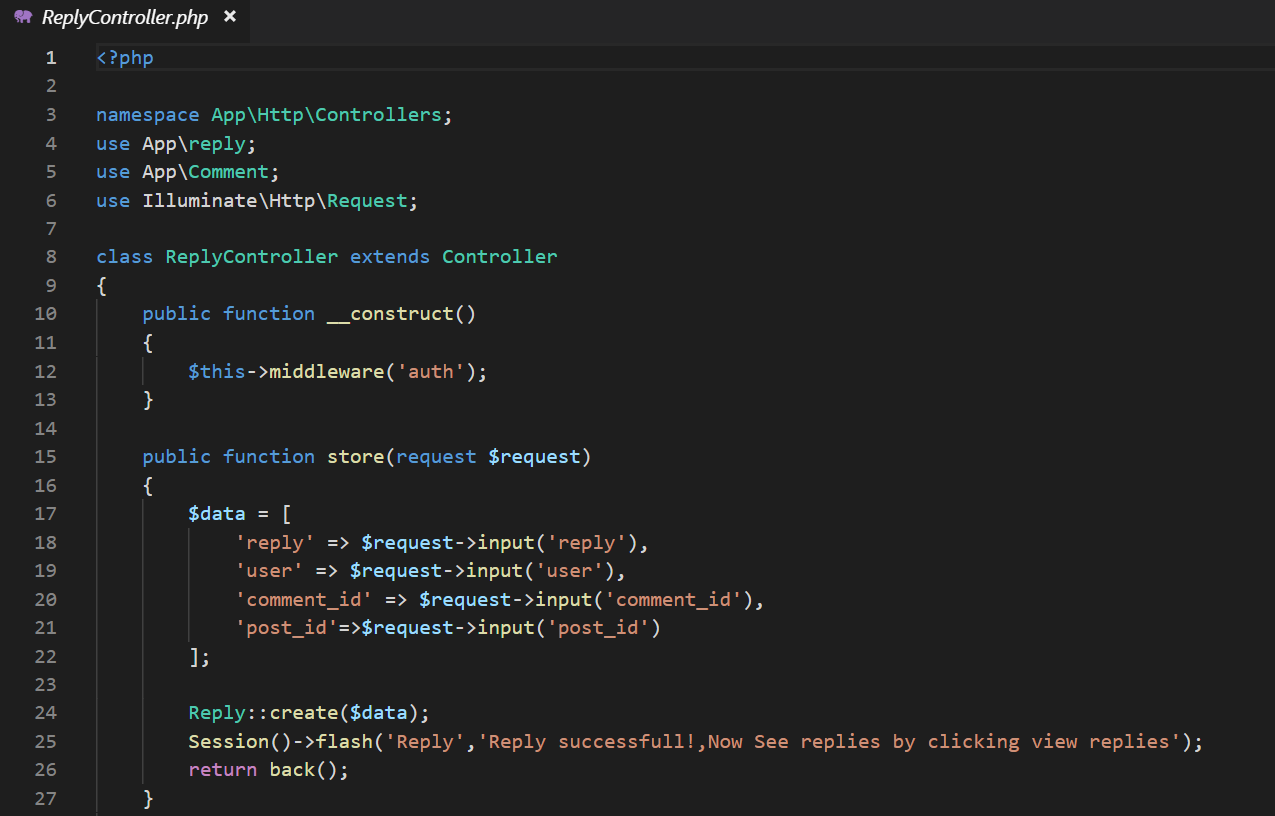 ReplyController.php ×
1 <?php
2
3 namespace App\Http\Controllers;
4 use App\reply;
5 use App\Comment;
6 use Illuminate\Http\Request;
7
8 class ReplyController extends Controller
9 {
10     public function __construct()
11     {
12         $this->middleware('auth');
13     }
14
15     public function store(request $request)
16     {
17         $data = [
18             'reply' => $request->input('reply'),
19             'user' => $request->input('user'),
20             'comment_id' => $request->input('comment_id'),
21             'post_id'=>$request->input('post_id')
22         ];
23
24         Reply::create($data);
25         Session()->flash('Reply','Reply successfull!,Now See replies by clicking view replies');
26         return back();
27     }